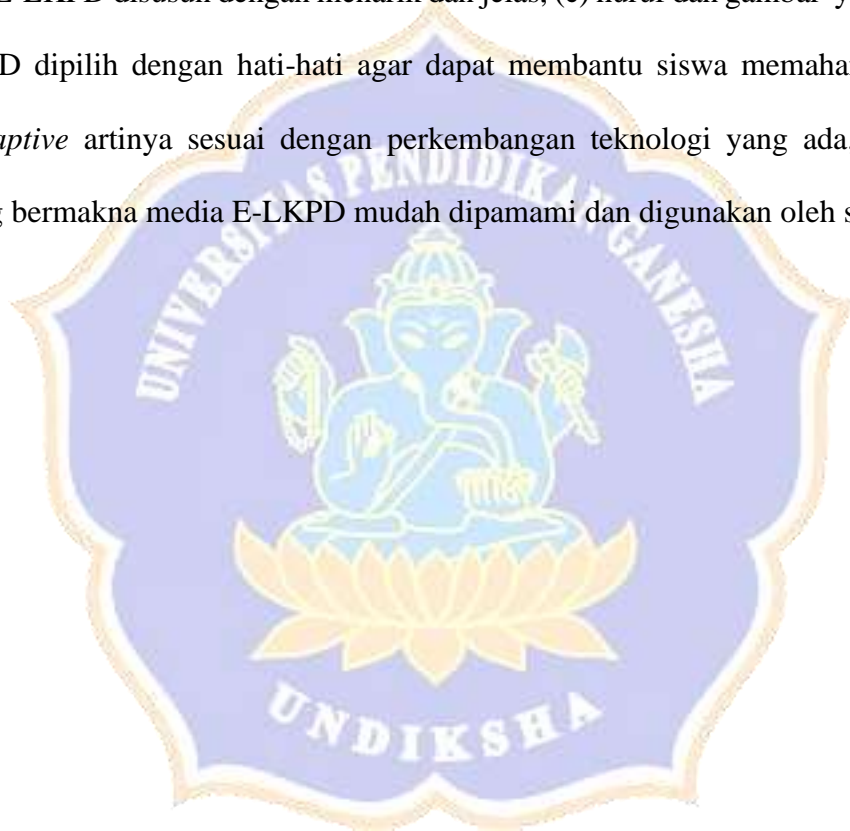 E-LKPD disusun dengan menarik dan jelas, (e) huruf dan gambar y
D dipilih dengan hati-hati agar dapat membantu siswa memaha
aptive artinya sesuai dengan perkembangan teknologi yang ada.
g bermakna media E-LKPD mudah dipamami dan digunakan oleh s
UNIVERSITAS PENDIDIKAN GANESHA
UNDIKSHA